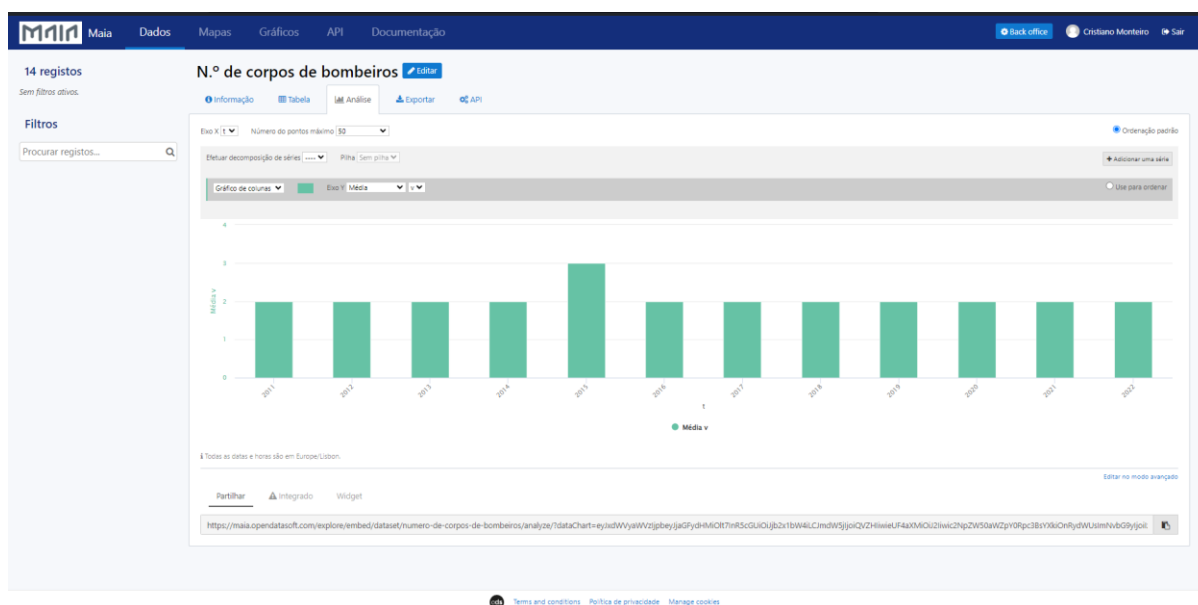 MAIA Maia Dados Mapas Gráficos API Documentação Back office Cristiano Monteiro Sair
14 registos
Sem filtros ativos.
Filtros
Procurar registos...
N.º de corpos de bombeiros Editar
Informação Tabela Análise Exportar API
Eixo X t Número do pontos máximo 50 Ordenação padrão
Efetuar decomposição de séries ---- Pilha Sem pilha Adicionar uma série
Gráfico de colunas Eixo Y Média v Use para ordenar
4
3
2
1
0
Média v
2011 2012 2013 2014 2015 2016 2017 2018 2019 2020 2021 2022
t
Média v
Todas as datas e horas são em Europe/Lisbon.
Editar no modo avançado
Partilhar Integrado Widget
https://maia.opendatasoft.com/explore/embed/dataset/numero-de-corpos-de-bombeiros/analyze/?dataChart=
ods Terms and conditions Política de privacidade Manage cookies